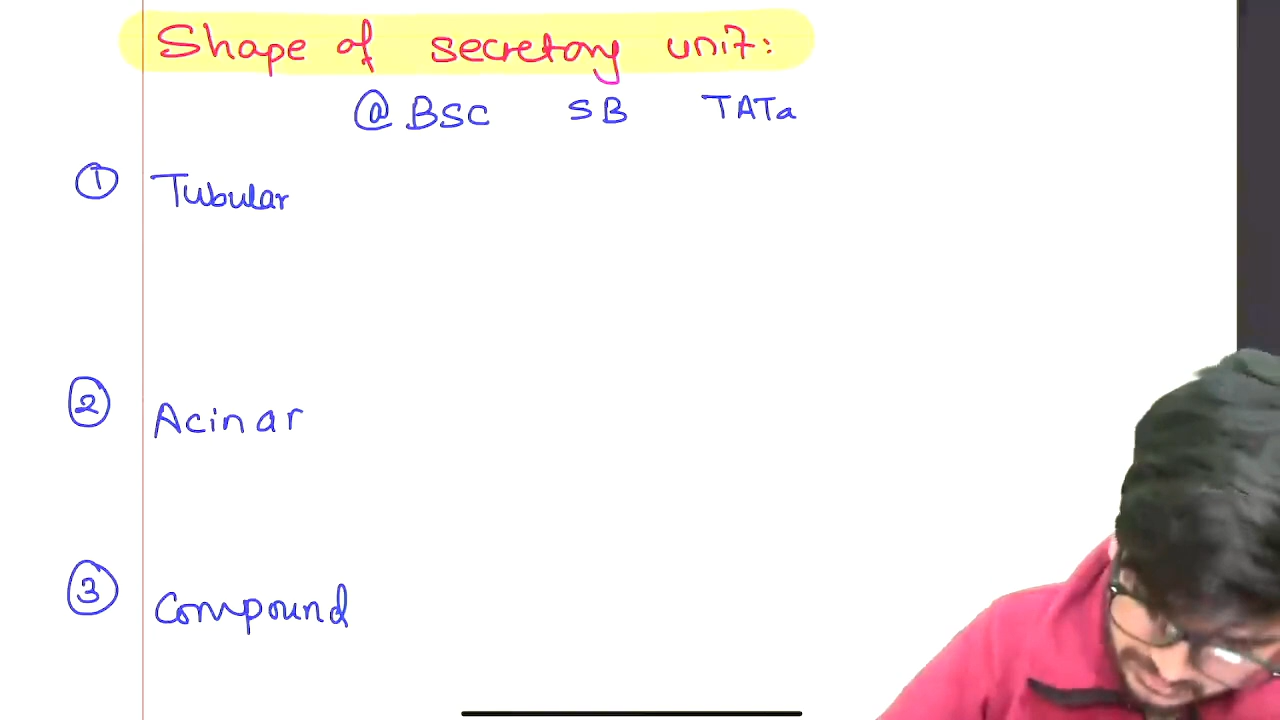 Shape of secretory unit:
@ BSC SB TATa
① Tubular
② Acinar
③ Compound